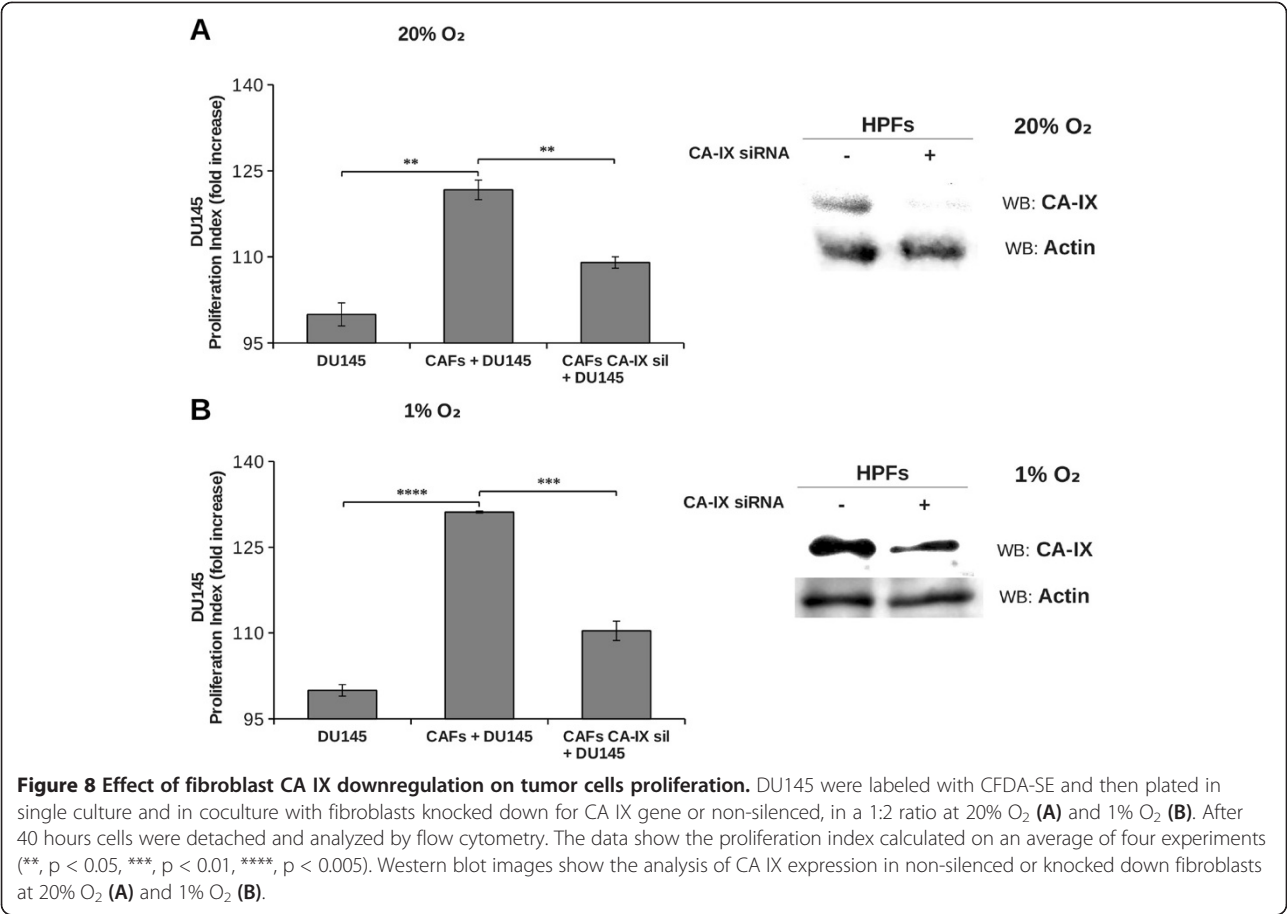 A
20% O₂
140
125
110
95
DU145
Proliferation Index (fold increase)
**
**
DU145
CAFs + DU145
CAFs CA-IX sil
+ DU145
HPFs
20% O₂
CA-IX siRNA
-
+
WB: CA-IX
WB: Actin
B
1% O₂
140
125
110
95
DU145
Proliferation Index (fold increase)
****
***
DU145
CAFs + DU145
CAFs CA-IX sil
+ DU145
HPFs
1% O₂
CA-IX siRNA
-
+
WB: CA-IX
WB: Actin
Figure 8 Effect of fibroblast CA IX downregulation on tumor cells proliferation. DU145 were labeled with CFDA-SE and then plated in
single culture and in coculture with fibroblasts knocked down for CA IX gene or non-silenced, in a 1:2 ratio at 20% O₂ (A) and 1% O₂ (B). After
40 hours cells were detached and analyzed by flow cytometry. The data show the proliferation index calculated on an average of four experiments
(**, p < 0.05, ***, p < 0.01, ****, p < 0.005). Western blot images show the analysis of CA IX expression in non-silenced or knocked down fibroblasts
at 20% O₂ (A) and 1% O₂ (B).